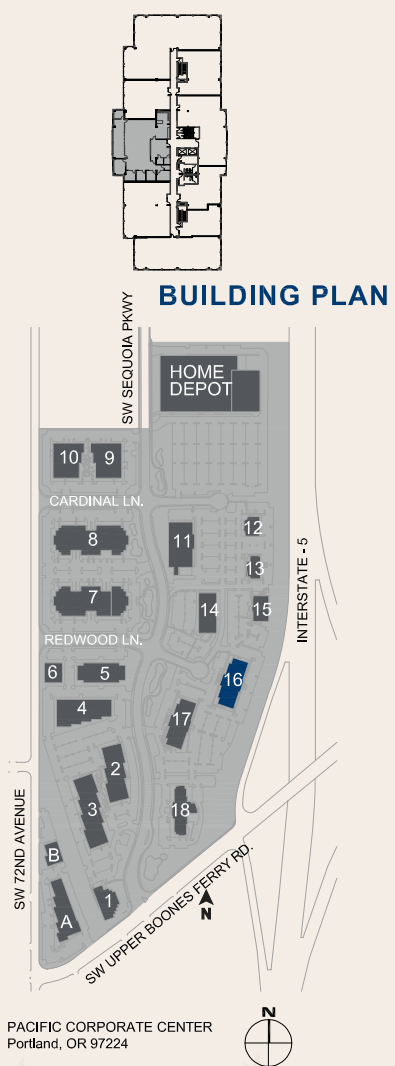 BUILDING PLAN
SW SEQUOIA PKWY
HOME
DEPOT
10
9
CARDINAL LN.
8
11
12
13
INTERSTATE - 5
7
14
15
REDWOOD LN.
6
5
16
4
17
2
3
18
SW 72ND AVENUE
B
1
A
SW UPPER BOONES FERRY RD.
N
PACIFIC CORPORATE CENTER
Portland, OR 97224
N